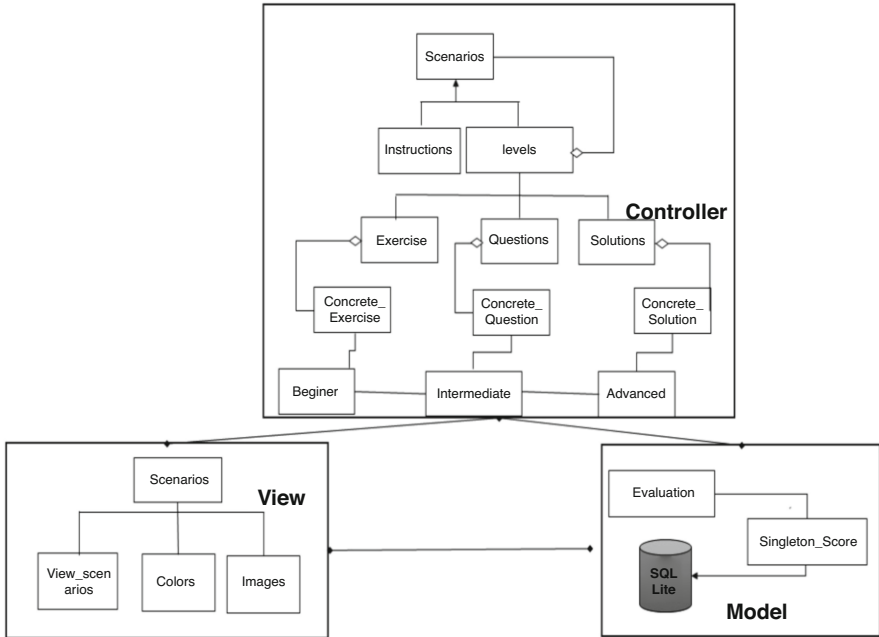 Scenarios
Instructions
levels
Controller
Exercise
Questions
Solutions
Concrete_
Exercise
Concrete_
Question
Concrete_
Solution
Beginer
Intermediate
Advanced
Scenarios
View
View_scen
arios
Colors
Images
Evaluation
Singleton_Score
SQL
Lite
Model